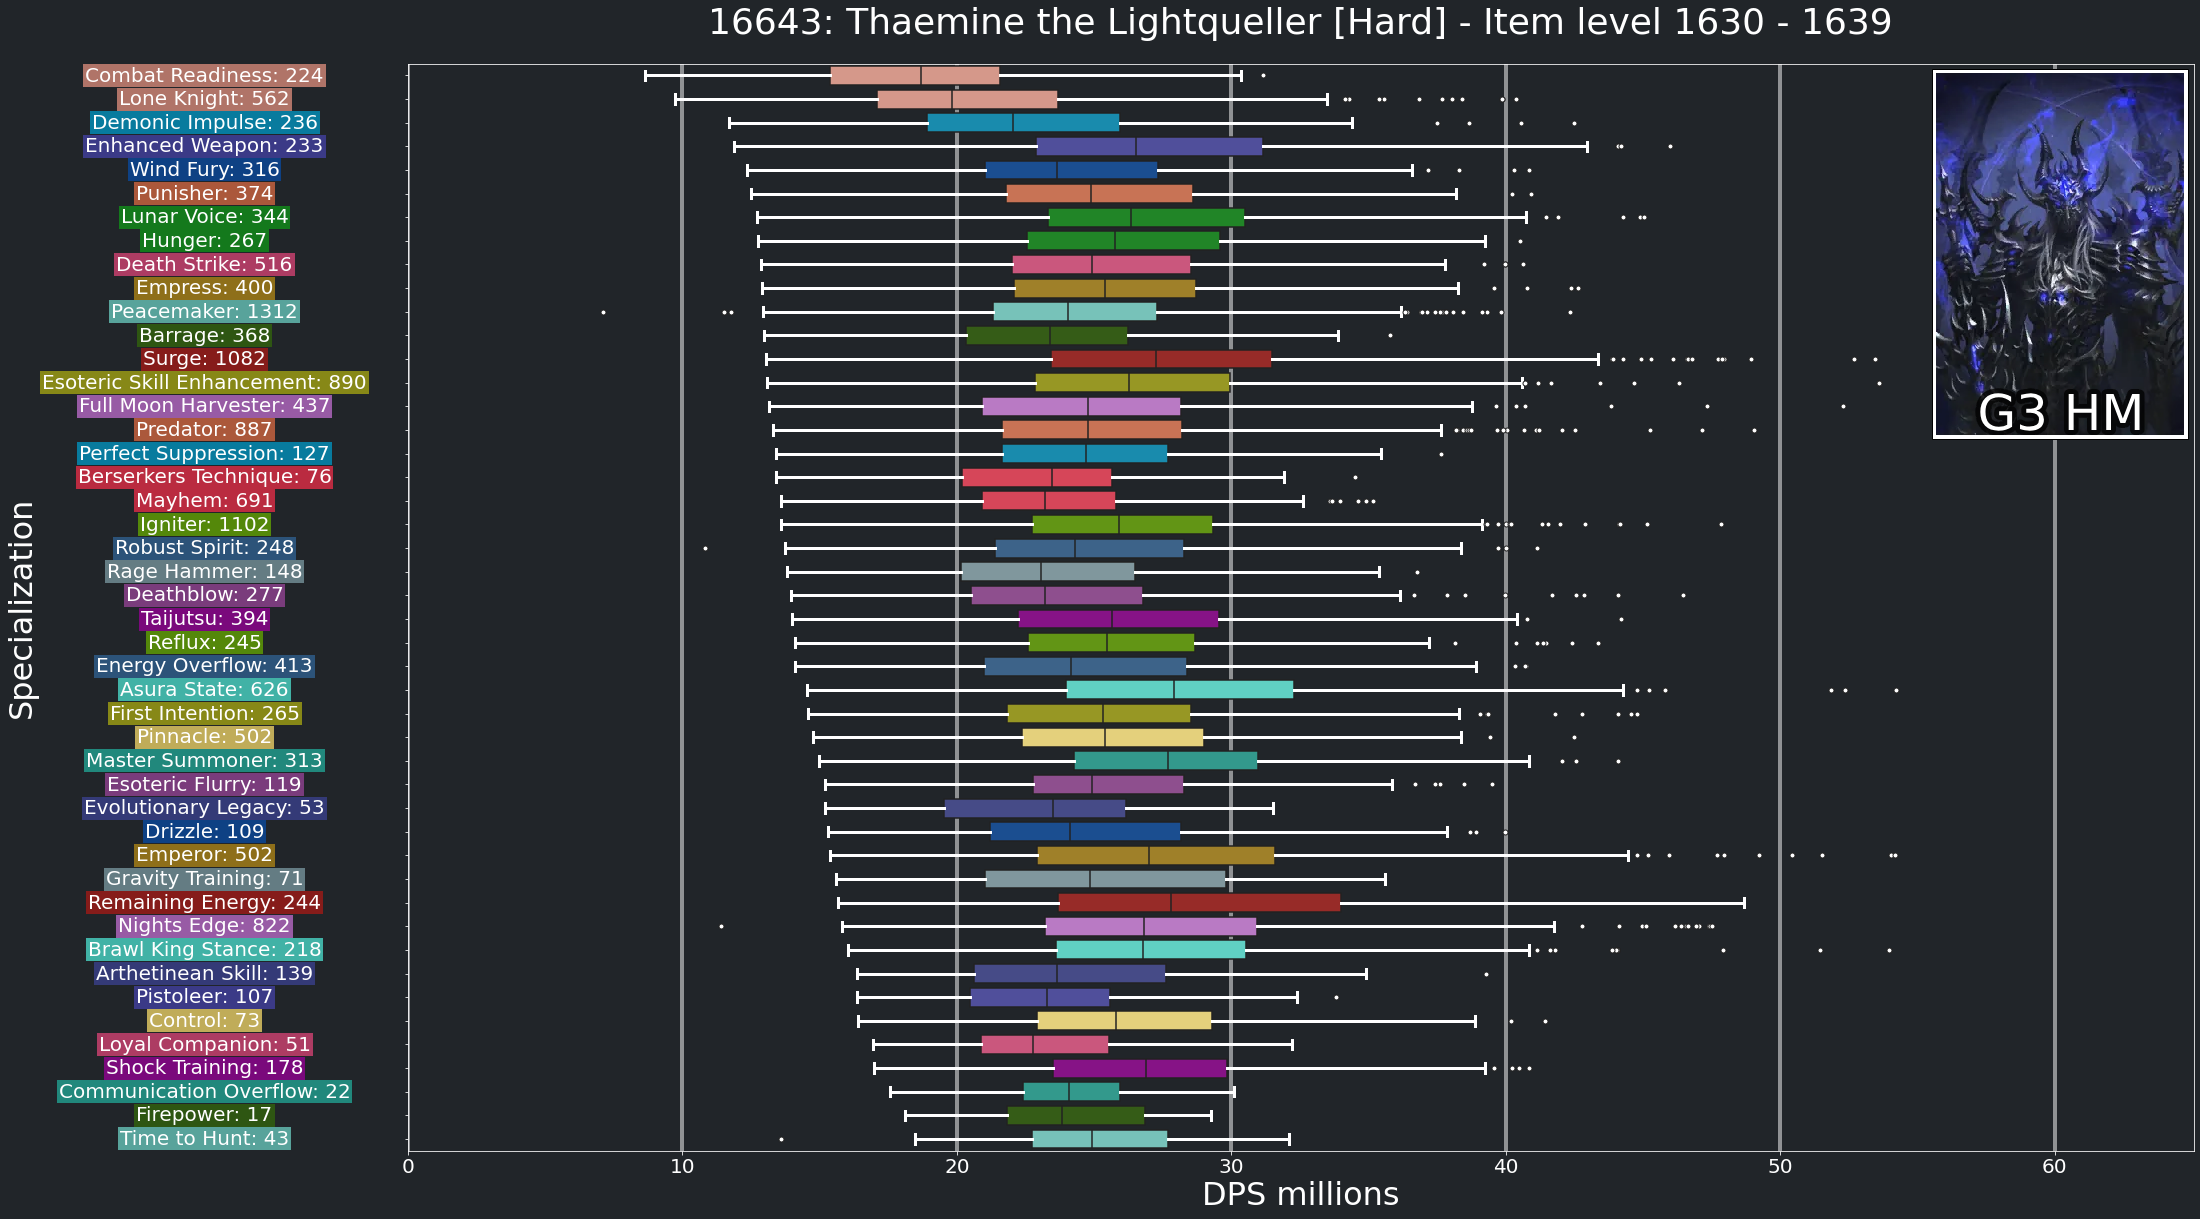 16643: Thaemine the Lightqueller [Hard] - Item level 1630 - 1639
Combat Readiness: 224
Lone Knight: 562
Demonic Impulse: 236
Enhanced Weapon: 233
Wind Fury: 316
Punisher: 374
Lunar Voice: 344
Hunger: 267
Death Strike: 516
Empress: 400
Peacemaker: 1312
Barrage: 368
Surge: 1082
Esoteric Skill Enhancement: 890
Full Moon Harvester: 437
Predator: 887
Perfect Suppression: 127
Berserkers Technique: 76
Mayhem: 691
Igniter: 1102
Robust Spirit: 248
Rage Hammer: 148
Deathblow: 277
Taijutsu: 394
Reflux: 245
Energy Overflow: 413
Asura State: 626
First Intention: 265
Pinnacle: 502
Master Summoner: 313
Esoteric Flurry: 119
Evolutionary Legacy: 53
Drizzle: 109
Emperor: 502
Gravity Training: 71
Remaining Energy: 244
Nights Edge: 822
Brawl King Stance: 218
Arthetinean Skill: 139
Pistoleer: 107
Control: 73
Loyal Companion: 51
Shock Training: 178
Communication Overflow: 22
Firepower: 17
Time to Hunt: 43
Specialization
G3 HM
0 10 20 30 40 50 60
DPS millions